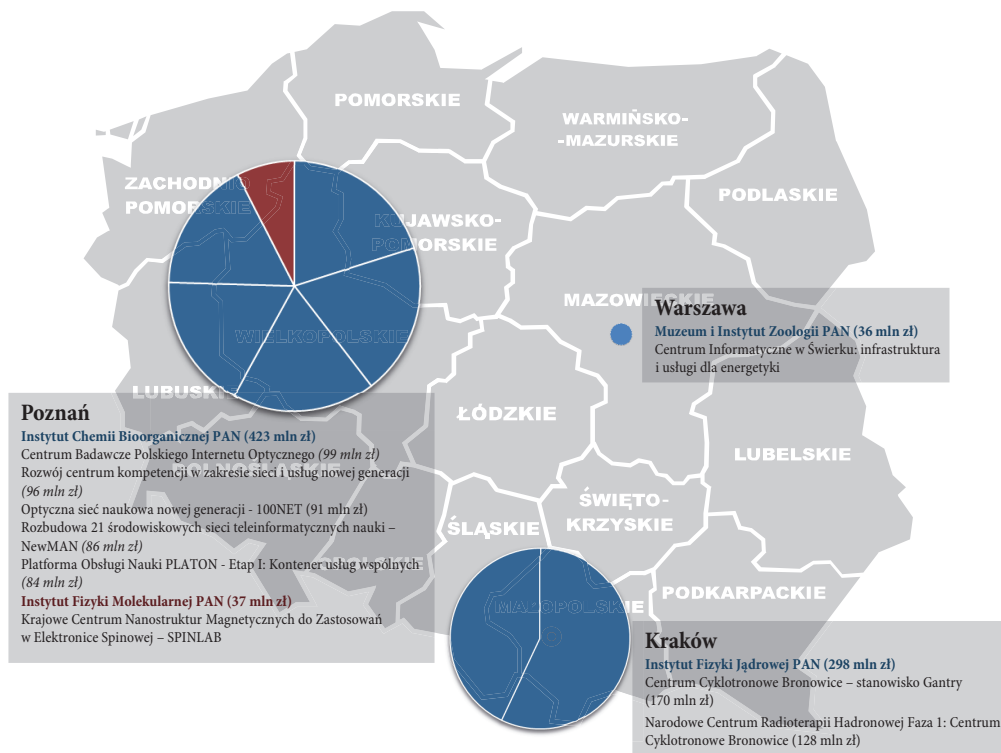 POMORSKIE
WARMIŃSKO-
-MAZURSKIE
ZACHODNIO
POMORSKIE
PODLASKIE
KUJAWSKO-
POMORSKIE
MAZOWIECKIE
WIELKOPOLSKIE
Warszawa
Muzeum i Instytut Zoologii PAN (36 mln zł)
Centrum Informatyczne w Świerku: infrastruktura
i usługi dla energetyki
LUBUSKIE
ŁÓDZKIE
LUBELSKIE
Poznań
Instytut Chemii Bioorganicznej PAN (423 mln zł)
Centrum Badawcze Polskiego Internetu Optycznego (99 mln zł)
Rozwój centrum kompetencji w zakresie sieci i usług nowej generacji
(96 mln zł)
Optyczna sieć naukowa nowej generacji - 100NET (91 mln zł)
Rozbudowa 21 środowiskowych sieci teleinformatycznych nauki –
NewMAN (86 mln zł)
Platforma Obsługi Nauki PLATON - Etap I: Kontener usług wspólnych
(84 mln zł)
Instytut Fizyki Molekularnej PAN (37 mln zł)
Krajowe Centrum Nanostruktur Magnetycznych do Zastosowań
w Elektronice Spinowej – SPINLAB
DOLNOŚLĄSKIE
OPOLSKIE
ŚLĄSKIE
ŚWIĘTO-
KRZYSKIE
MAŁOPOLSKIE
PODKARPACKIE
Kraków
Instytut Fizyki Jądrowej PAN (298 mln zł)
Centrum Cyklotronowe Bronowice – stanowisko Gantry
(170 mln zł)
Narodowe Centrum Radioterapii Hadronowej Faza 1: Centrum
Cyklotronowe Bronowice (128 mln zł)